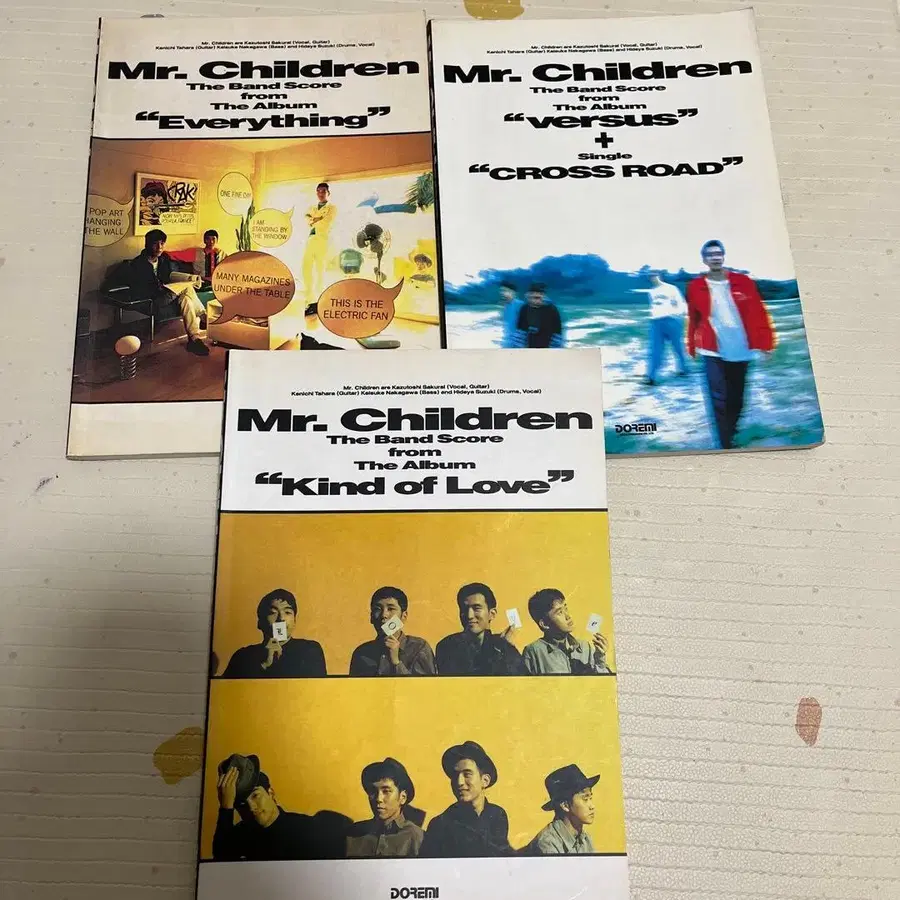 Mr. Children are Kazutoshi Sakurai (Vocal, Guitar)
Kenichi Tahara (Guitar) Keisuke Nakagawa (Bass) and Hideya Suzuki (Drums, Vocal)
Mr. Children
The Band Score
from
The Album
“Everything”
CRAK!
POP ART
HANGING
THE WALL
ONE FINE DAY
I AM
STANDING BY
THE WINDOW
MANY MAGAZINES
UNDER THE TABLE
THIS IS THE
ELECTRIC FAN
Mr. Children are Kazutoshi Sakurai (Vocal, Guitar)
Kenichi Tahara (Guitar) Keisuke Nakagawa (Bass) and Hideya Suzuki (Drums, Vocal)
Mr. Children
The Band Score
from
The Album
“versus”
+
Single
“CROSS ROAD”
DOREMI
Mr. Children are Kazutoshi Sakurai (Vocal, Guitar)
Kenichi Tahara (Guitar) Keisuke Nakagawa (Bass) and Hideya Suzuki (Drums, Vocal)
Mr. Children
The Band Score
from
The Album
“Kind of Love”
DOREMI